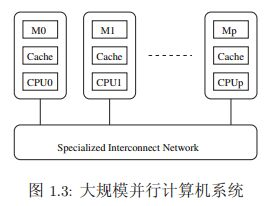 M0 M1 Mp
Cache Cache Cache
CPU0 CPU1 CPUp
Specialized Interconnect Network
图 1.3: 大规模并行计算机系统